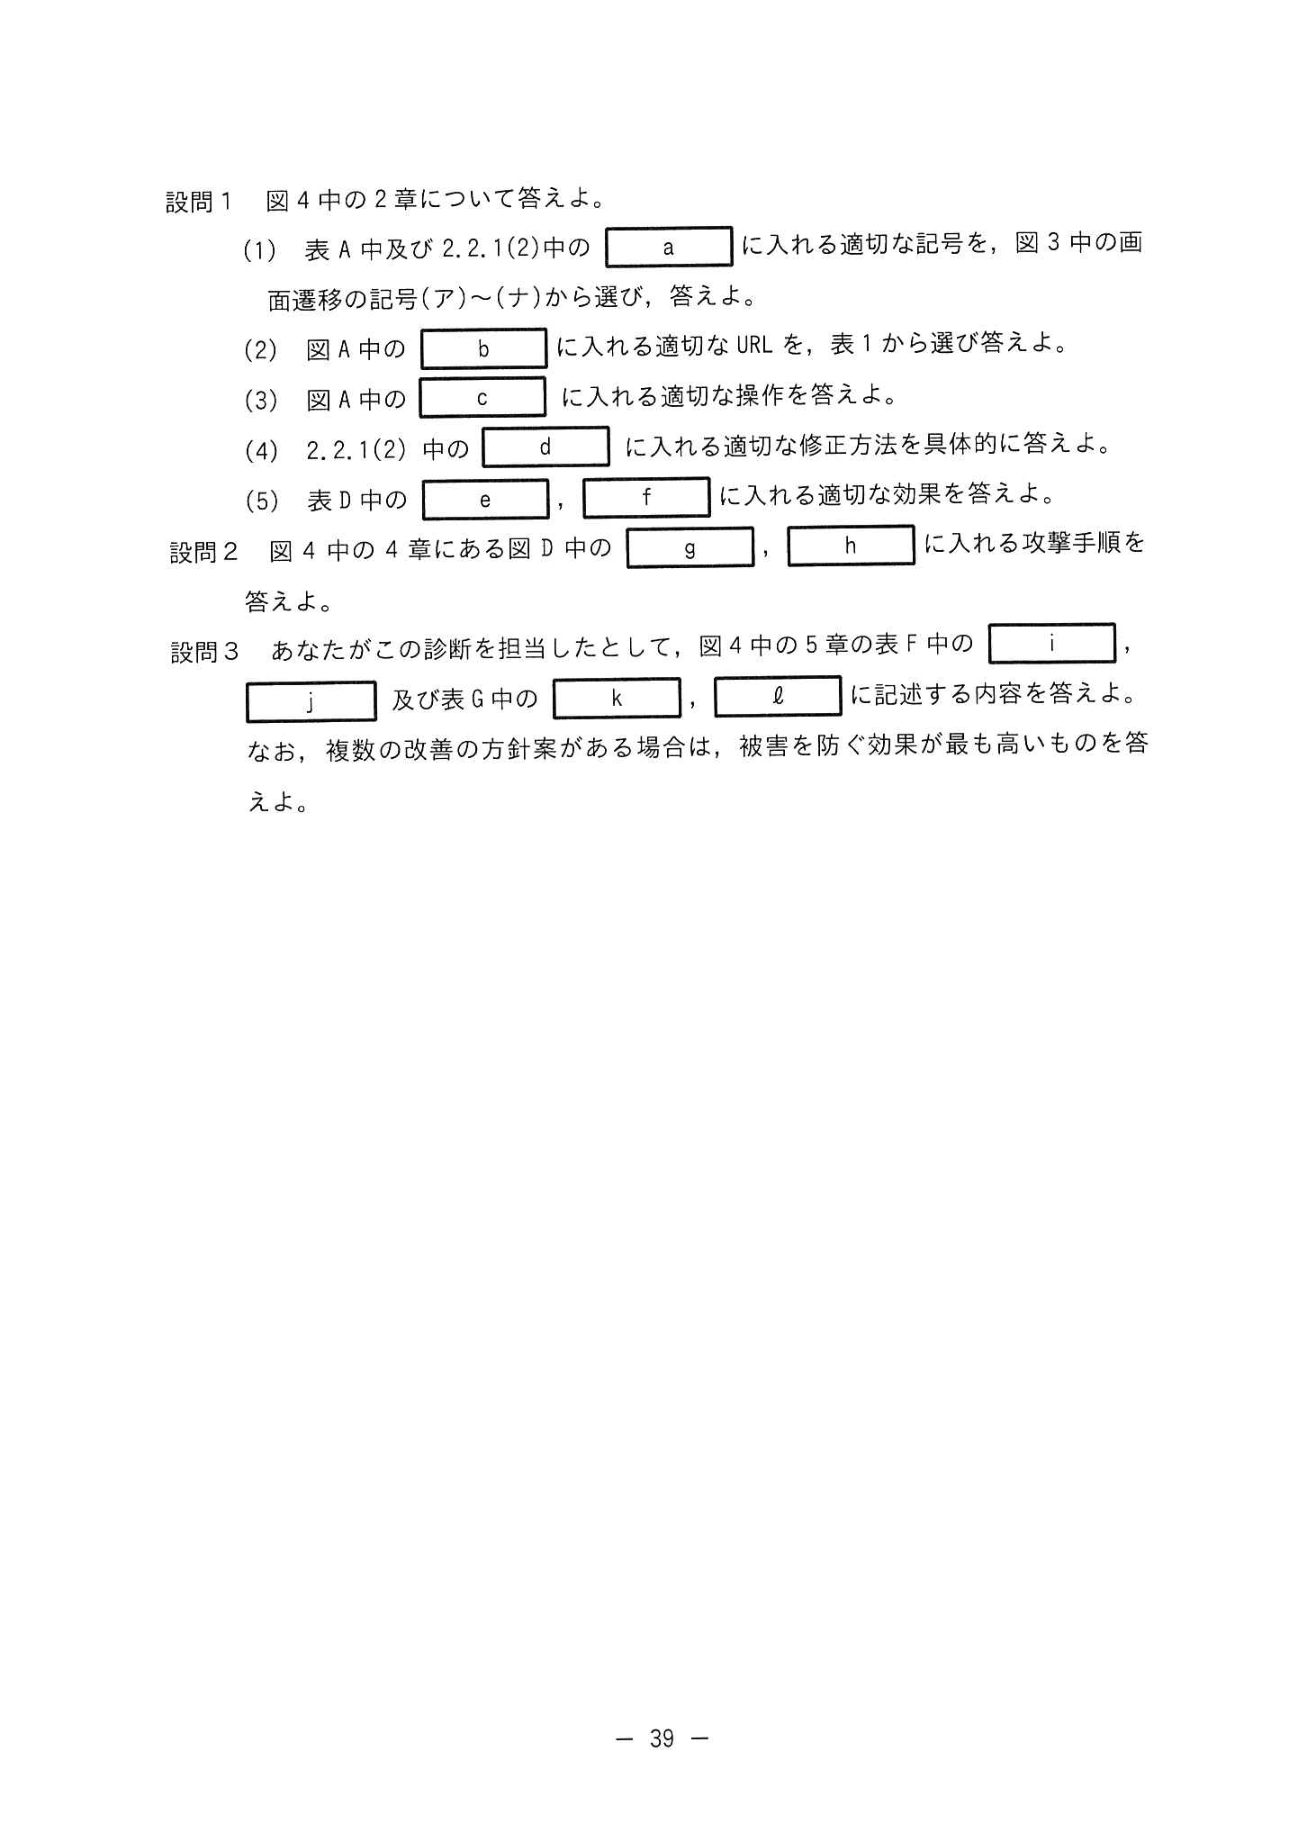 設問1 図4中の2章について答えよ。
(1) 表A中及び2.2.1(2)中の a に入れる適切な記号を，図3中の画
面遷移の記号(ア)～(ナ)から選び，答えよ。
(2) 図A中の b に入れる適切なURLを，表1から選び答えよ。
(3) 図A中の c に入れる適切な操作を答えよ。
(4) 2.2.1(2)中の d に入れる適切な修正方法を具体的に答えよ。
(5) 表D中の e ， f に入れる適切な効果を答えよ。
設問2 図4中の4章にある図D中の g ， h に入れる攻撃手順を
答えよ。
設問3 あなたがこの診断を担当したとして，図4中の5章の表F中の i ，
j 及び表G中の k ， ℓ に記述する内容を答えよ。
なお，複数の改善の方針案がある場合は，被害を防ぐ効果が最も高いものを答
えよ。
－ 39 －